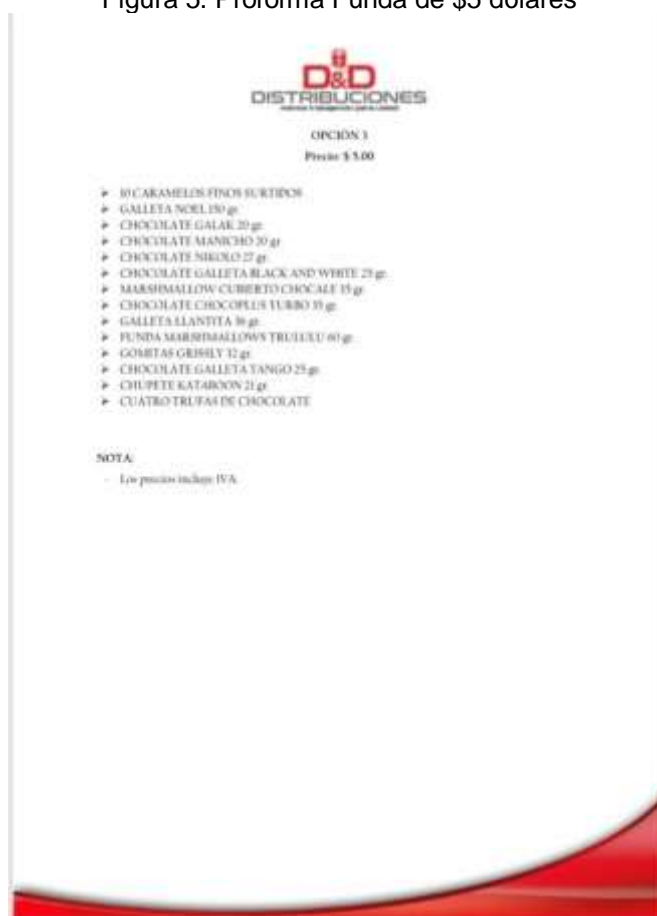 Figura 5. Proforma Funda de $5 dólares
D&D
DISTRIBUCIONES
OPCIÓN 3
Precio: $ 5.00
➤ 10 CARAMELOS FINOS SURTIDOS
➤ GALLETA NOEL 150 gr.
➤ CHOCOLATE GALAK 20 gr.
➤ CHOCOLATE MANICHO 20 gr.
➤ CHOCOLATE NIKOLO 27 gr.
➤ CHOCOLATE GALLETA BLACK AND WHITE 25 gr.
➤ MARSHMALLOW CUBIERTO CHOCALE 15 gr.
➤ CHOCOLATE CHOCOPLUS TURBO 35 gr.
➤ GALLETA LLANTITA 36 gr.
➤ FUNDA MARSHMALLOWS TRULULU 60 gr.
➤ GOMITAS GRISSLY 32 gr.
➤ CHOCOLATE GALLETA TANGO 25 gr.
➤ CHUPETE KATABOON 21 gr.
➤ CUATRO TRUFAS DE CHOCOLATE
NOTA:
- Los precios incluye IVA.